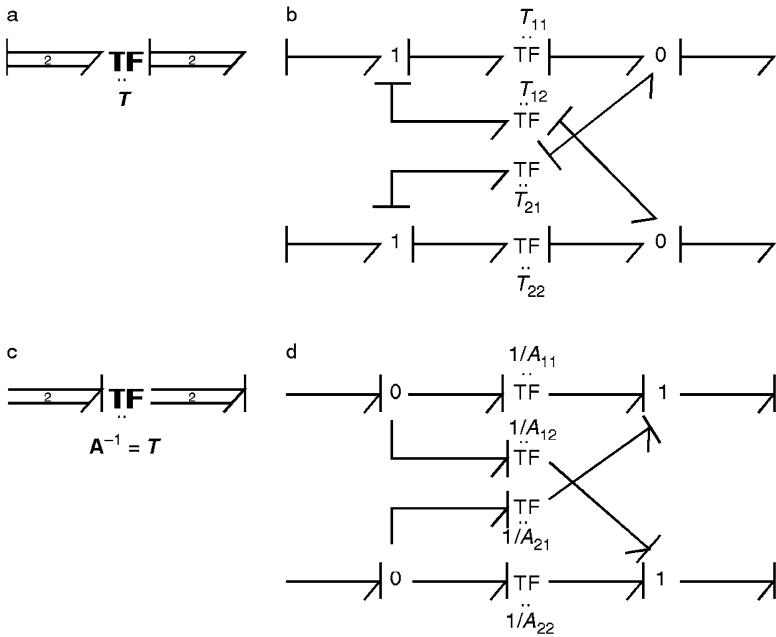 a
2 TF 2
T
b
T11
1 TF 0
T12
TF
TF
T21
1 TF 0
T22
c
2 TF 2
A⁻¹ = T
d
1/A11
0 TF 1
1/A12
TF
TF
1/A21
0 TF 1
1/A22